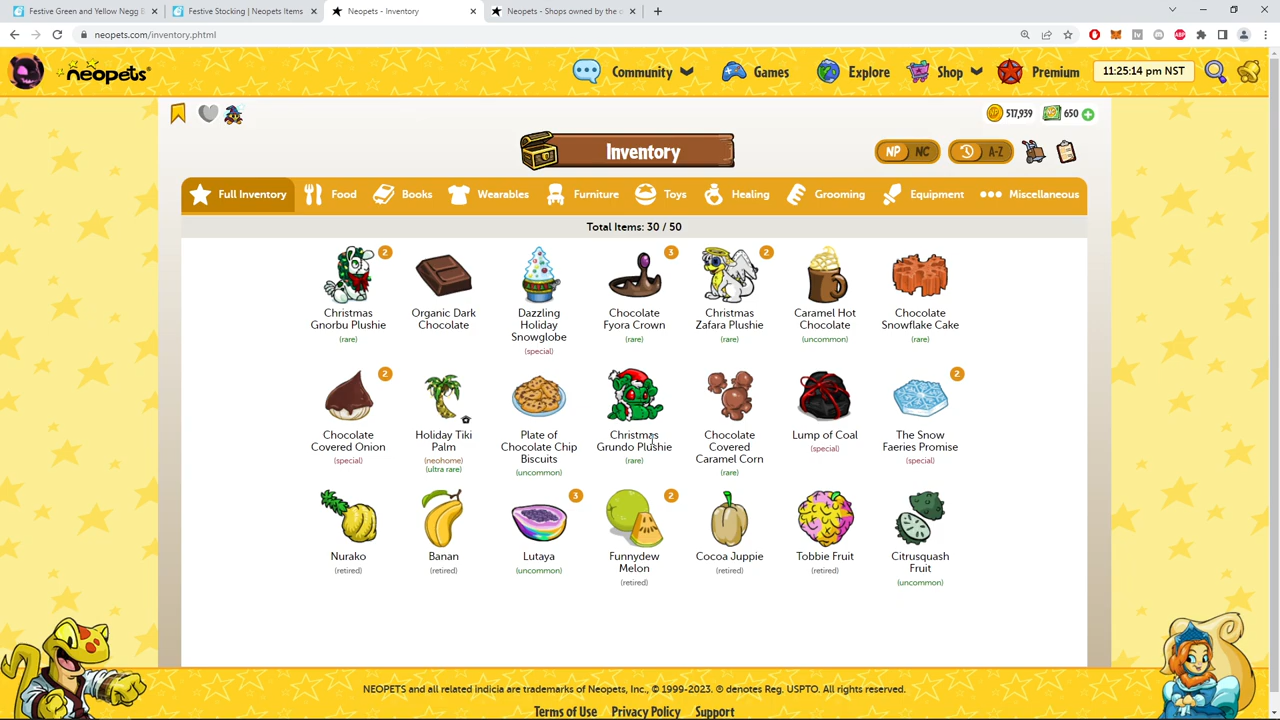 Festive Green and Yellow Negg B
Festive Stocking | Neopets Items
Neopets - Inventory
Neopets - Shops owned by the o
neopets.com/inventory.phtml
neopets
Community
Games
Explore
Shop
Premium
11:25:14 pm NST
517,939
650
Inventory
NP NC
A-Z
Full Inventory
Food
Books
Wearables
Furniture
Toys
Healing
Grooming
Equipment
Miscellaneous
Total Items: 30 / 50
2
Christmas
Gnorbu Plushie
(rare)
Organic Dark
Chocolate
Dazzling
Holiday
Snowglobe
(special)
3
Chocolate
Fyora Crown
(rare)
2
Christmas
Zafara Plushie
(rare)
Caramel Hot
Chocolate
(uncommon)
Chocolate
Snowflake Cake
(rare)
2
Chocolate
Covered Onion
(special)
Holiday Tiki
Palm
(neohome)
(ultra rare)
Plate of
Chocolate Chip
Biscuits
(uncommon)
Christmas
Grundo Plushie
(rare)
Chocolate
Covered
Caramel Corn
(rare)
Lump of Coal
(special)
2
The Snow
Faeries Promise
(special)
Nurako
(retired)
Banan
(retired)
3
Lutaya
(uncommon)
2
Funnydew
Melon
(retired)
Cocoa Juppie
(retired)
Tobbie Fruit
(retired)
Citrusquash
Fruit
(uncommon)
NEOPETS and all related indicia are trademarks of Neopets, Inc., © 1999-2023. ® denotes Reg. USPTO. All rights reserved.
Terms of Use
Privacy Policy
Support